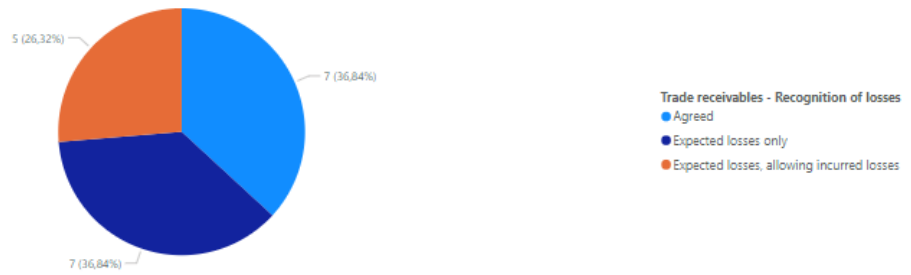 5 (26,32%)
7 (36,84%)
7 (36,84%)
Trade receivables - Recognition of losses
Agreed
Expected losses only
Expected losses, allowing incurred losses